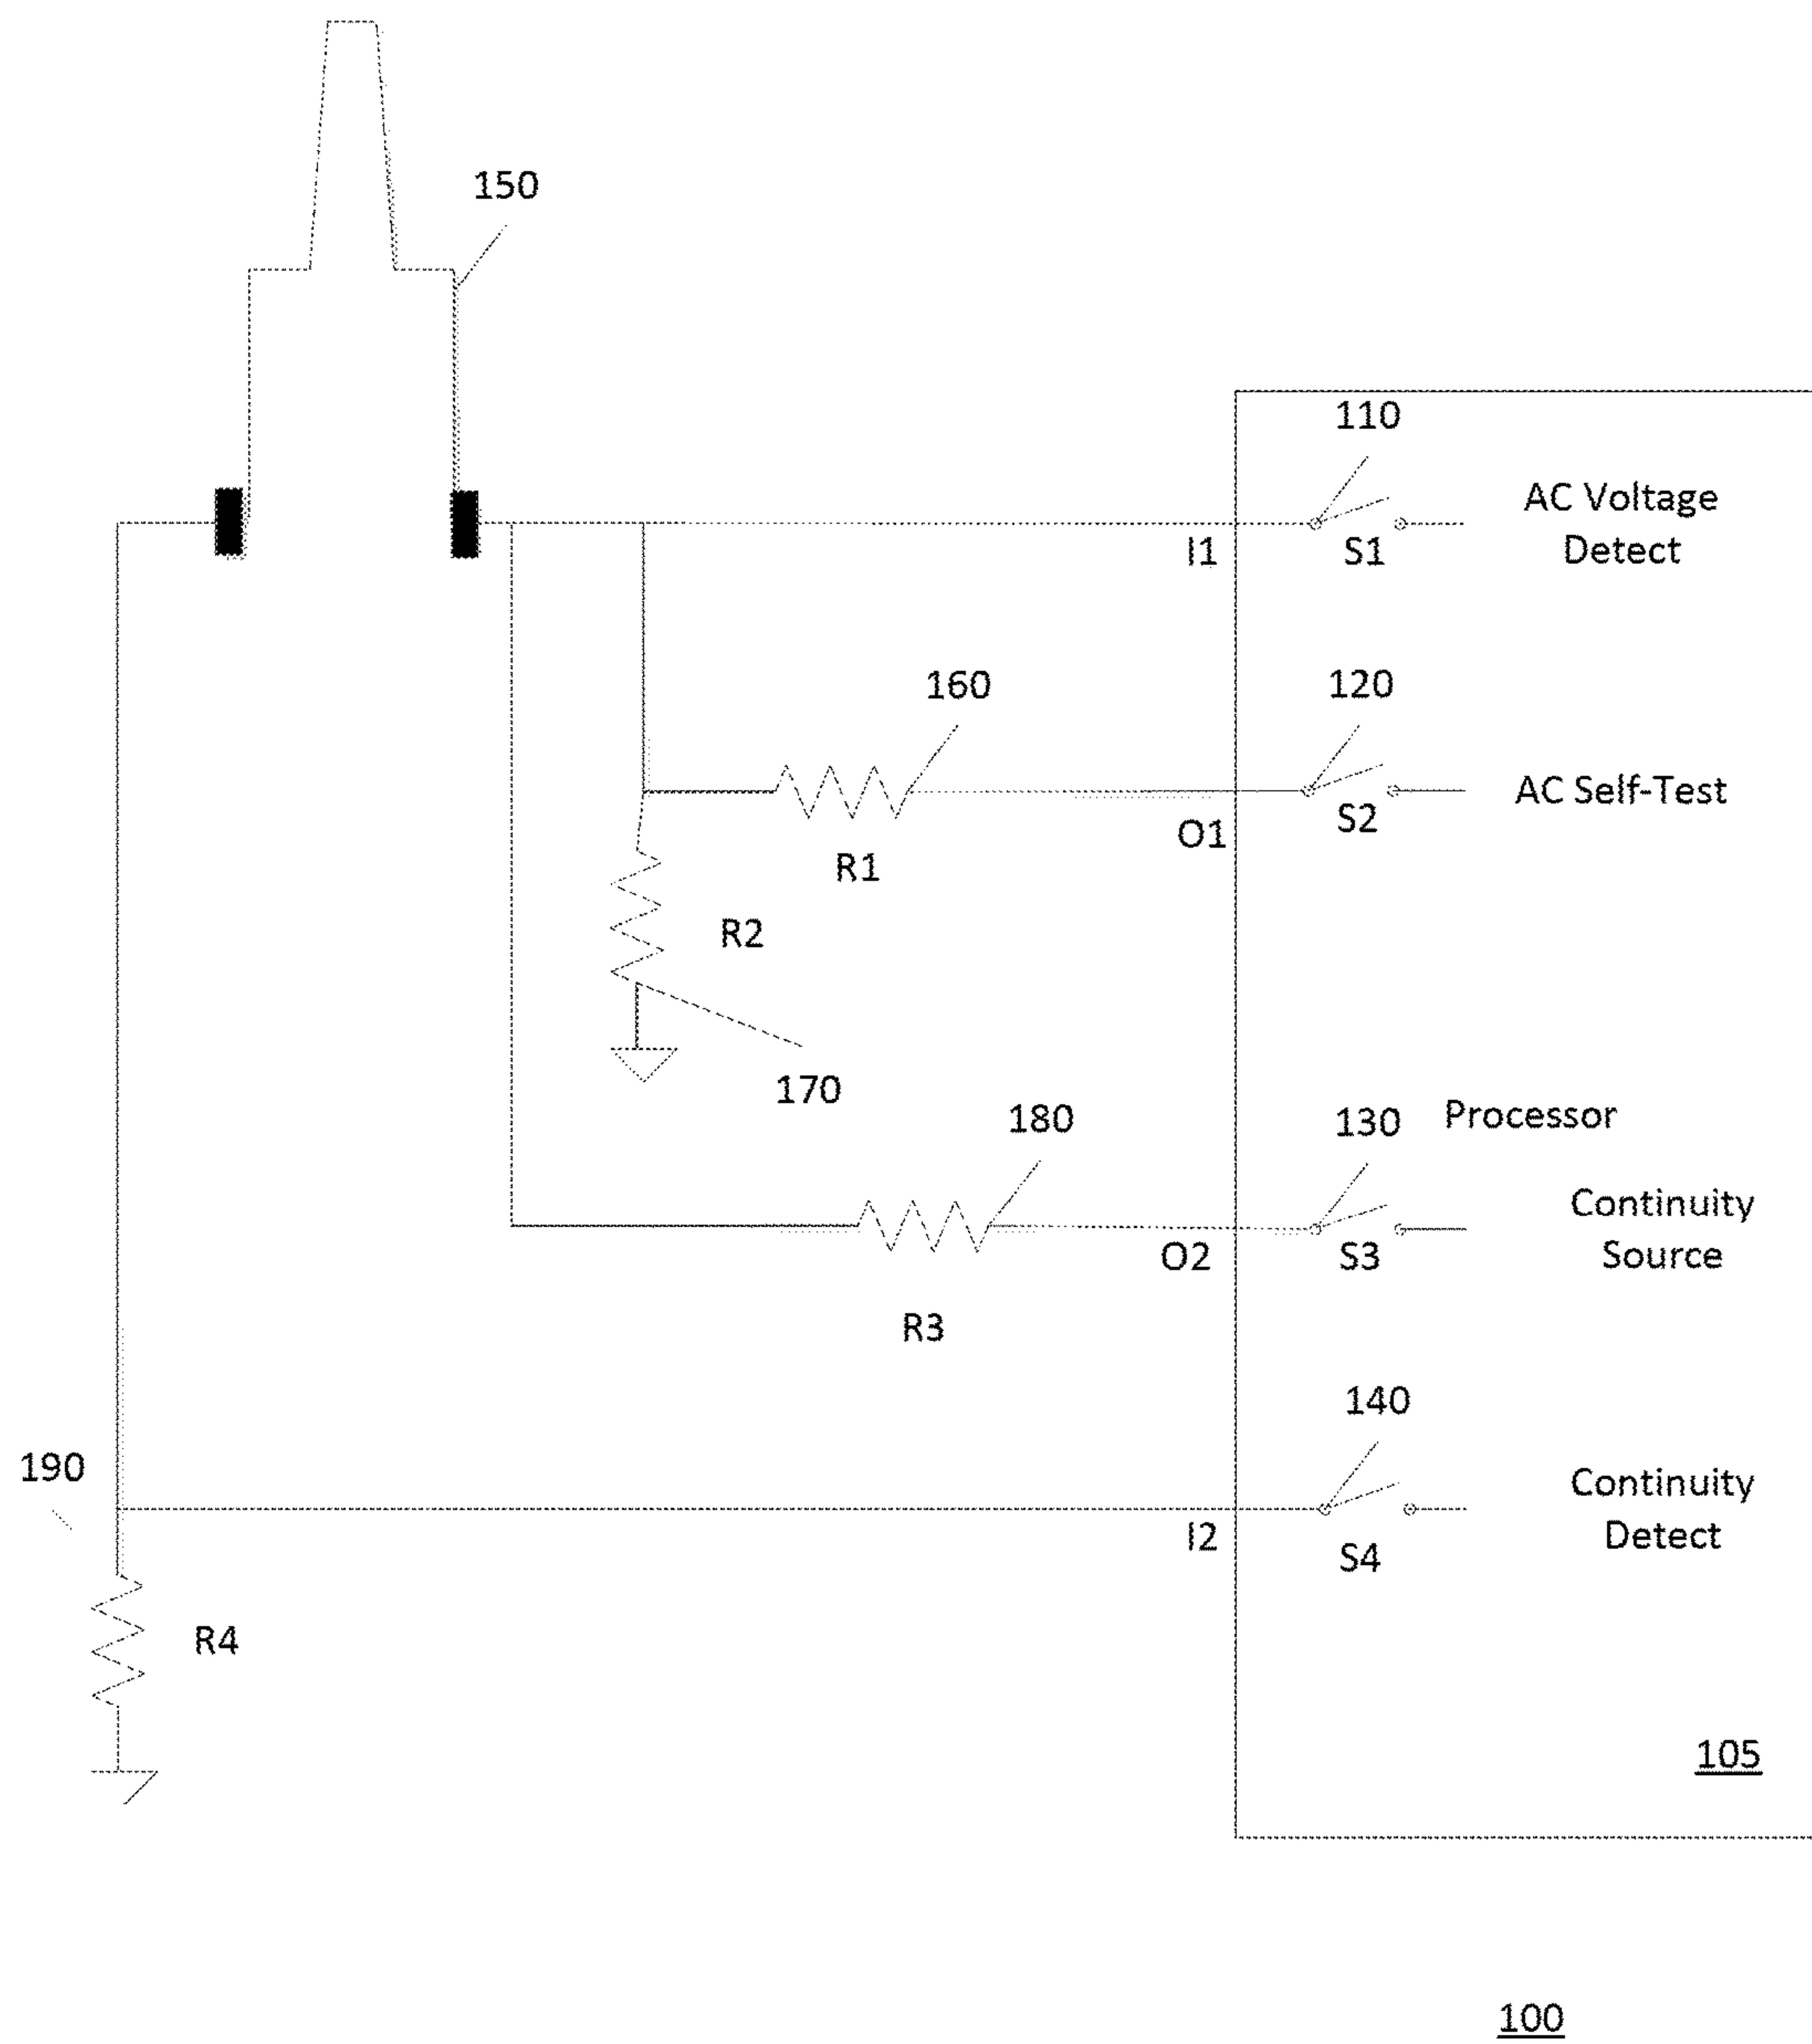 150
110
AC Voltage
Detect
I1
S1
160
120
AC Self-Test
O1
S2
R1
R2
170
180
130
Processor
Continuity
Source
O2
S3
R3
140
190
Continuity
Detect
I2
S4
R4
105
100